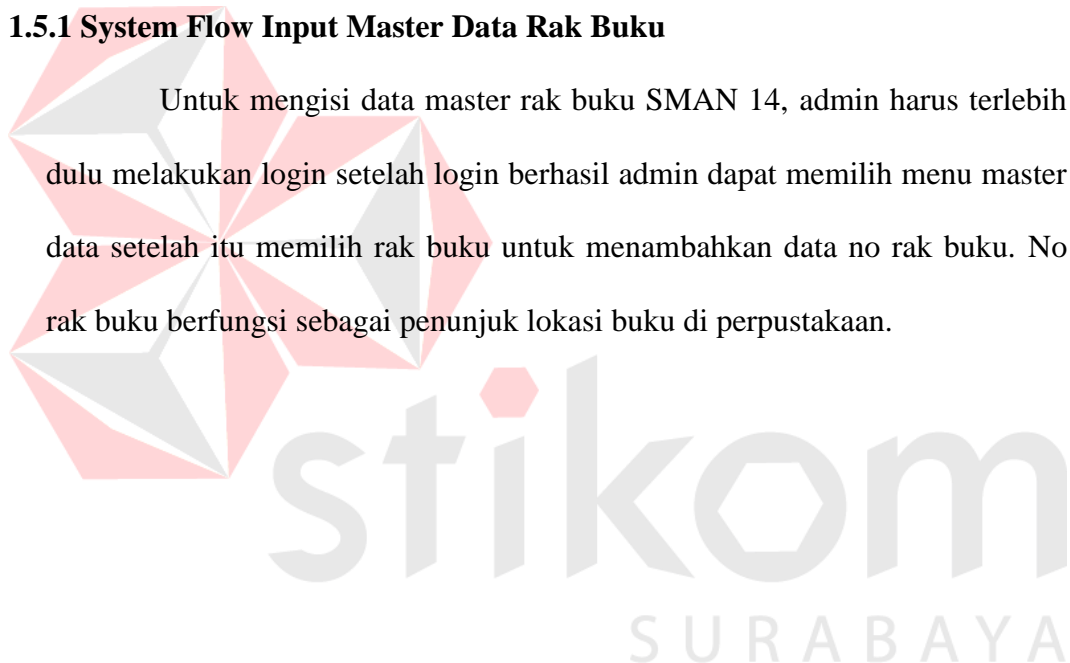 1.5.1 System Flow Input Master Data Rak Buku
Untuk mengisi data master rak buku SMAN 14, admin harus terlebih
dulu melakukan login setelah login berhasil admin dapat memilih menu master
data setelah itu memilih rak buku untuk menambahkan data no rak buku. No
rak buku berfungsi sebagai penunjuk lokasi buku di perpustakaan.
stikom
SURABAYA